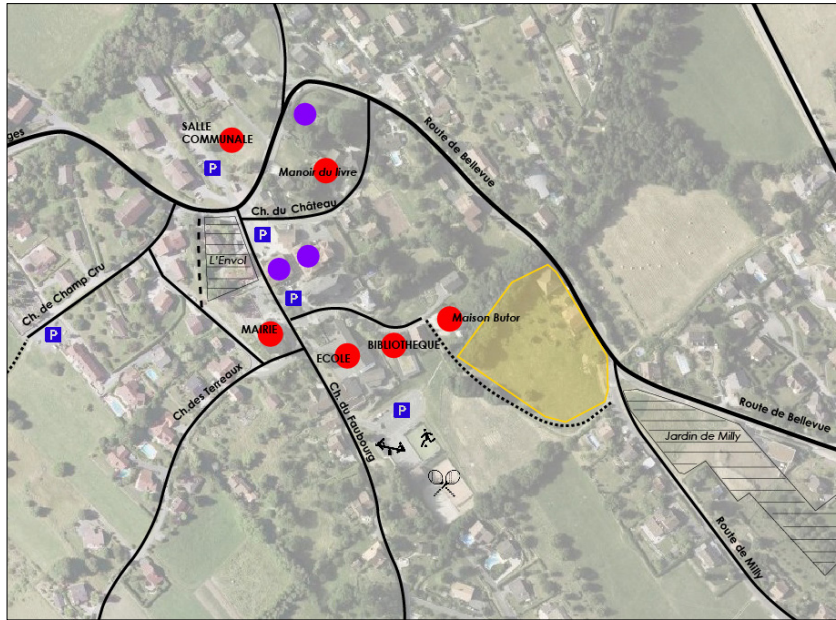 SALLE
COMMUNALE
ges
P
Manoir du livre
Route de Bellevue
Ch. du Château
P
L'Envol
Ch. de Champ Cru
P
P
Maison Butor
MAIRIE
BIBLIOTHEQUE
ECOLE
Ch.des Terreaux
Ch. du Faubourg
P
Route de Bellevue
Jardin de Milly
Route de Milly